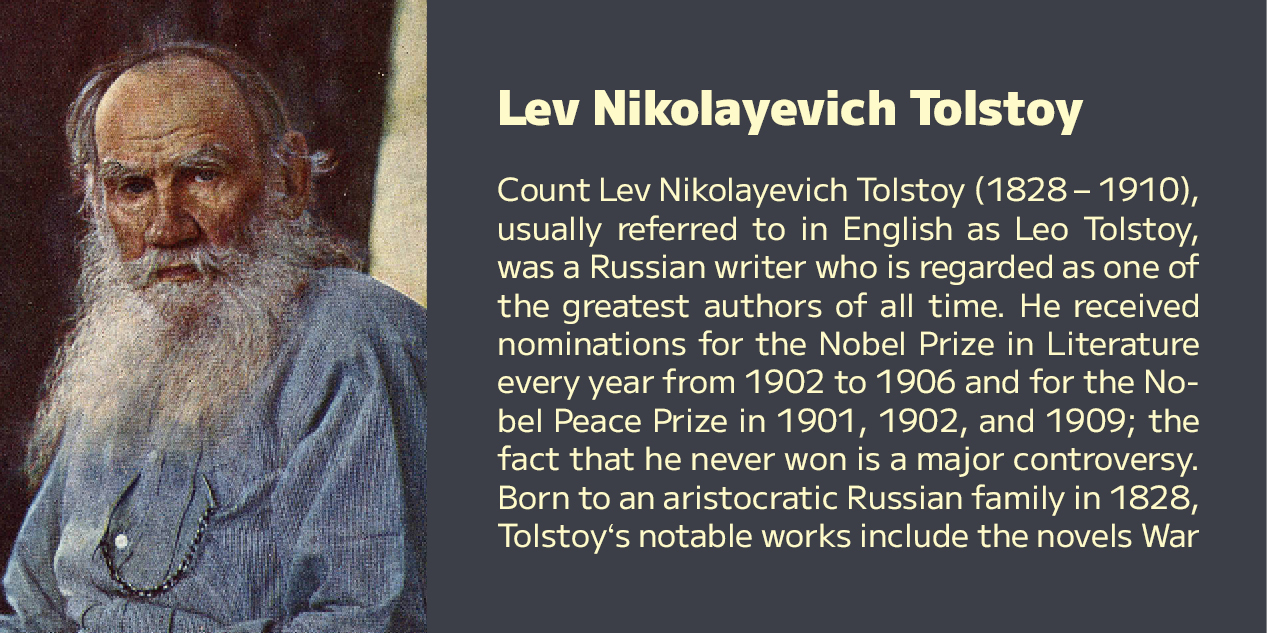 Lev Nikolayevich Tolstoy
Count Lev Nikolayevich Tolstoy (1828 – 1910),
usually referred to in English as Leo Tolstoy,
was a Russian writer who is regarded as one of
the greatest authors of all time. He received
nominations for the Nobel Prize in Literature
every year from 1902 to 1906 and for the No-
bel Peace Prize in 1901, 1902, and 1909; the
fact that he never won is a major controversy.
Born to an aristocratic Russian family in 1828,
Tolstoy‘s notable works include the novels War